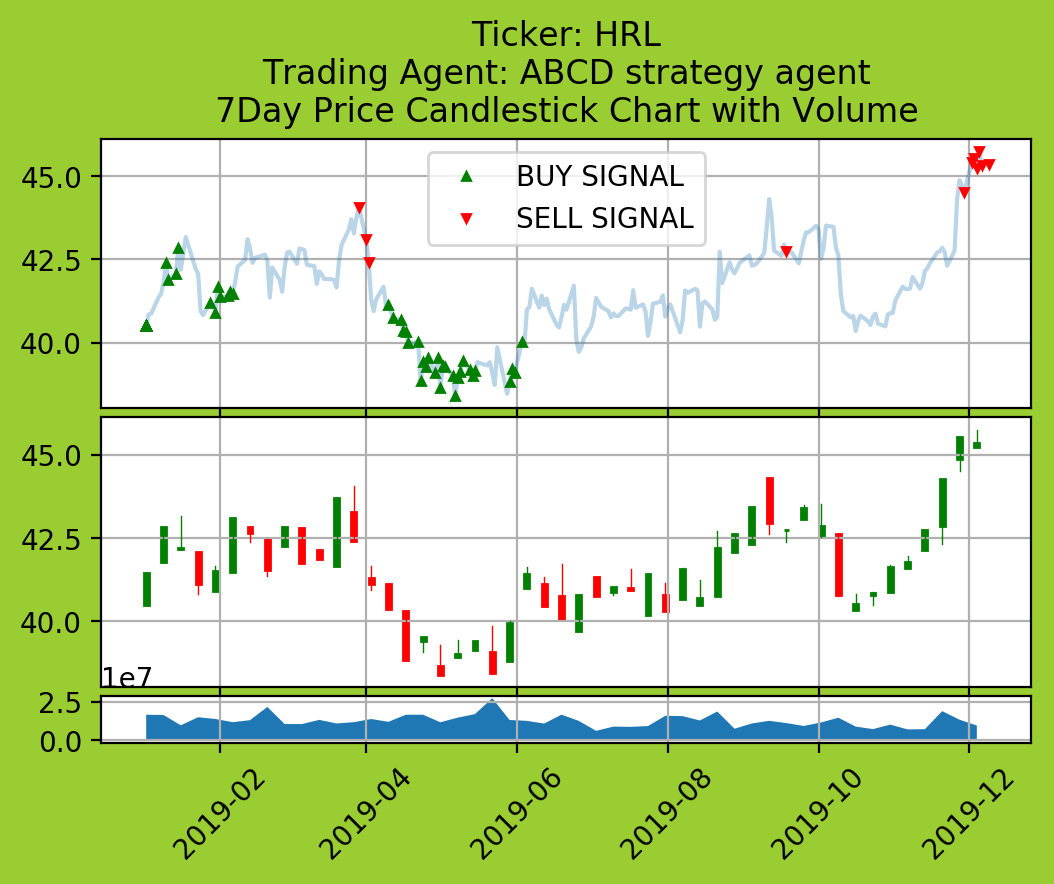 Ticker: HRL
Trading Agent: ABCD strategy agent
7Day Price Candlestick Chart with Volume
BUY SIGNAL
SELL SIGNAL
45.0
42.5
40.0
45.0
42.5
40.0
1e7
2.5
0.0
2019-02
2019-04
2019-06
2019-08
2019-10
2019-12